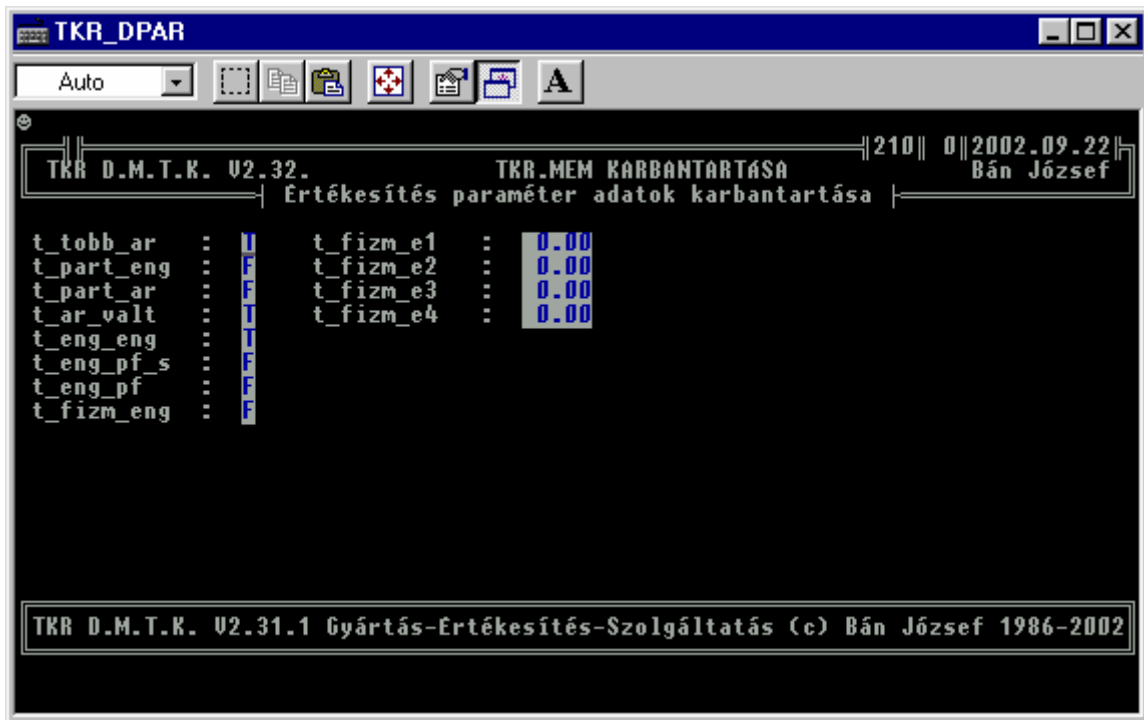 TKR_DPAR
Auto A
210 0 2002.09.22
TKR D.M.T.K. V2.32. TKR.MEM KARBANTARTáSA Bán József
Értékesítés paraméter adatok karbantartása
t_tobb_ar : T t_fizm_e1 : 0.00
t_part_eng : F t_fizm_e2 : 0.00
t_part_ar : F t_fizm_e3 : 0.00
t_ar_valt : T t_fizm_e4 : 0.00
t_eng_eng : T
t_eng_pf_s : F
t_eng_pf : F
t_fizm_eng : F
TKR D.M.T.K. V2.31.1 Gyártás-Értékesítés-Szolgáltatás (c) Bán József 1986-2002